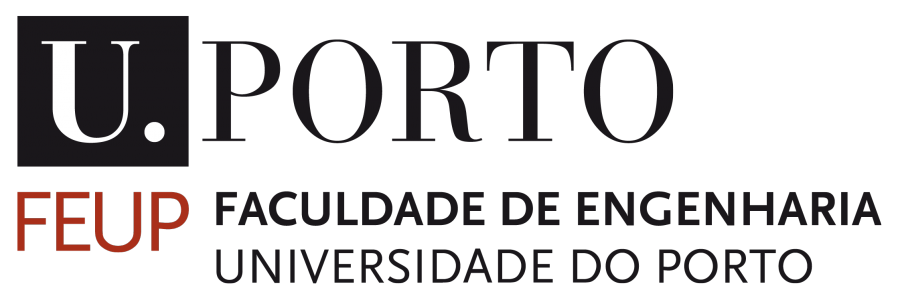 U. PORTO
FEUP FACULDADE DE ENGENHARIA
UNIVERSIDADE DO PORTO